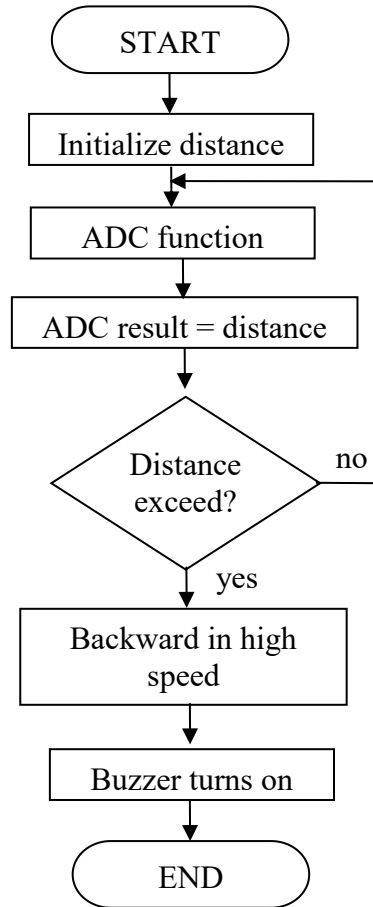 START
Initialize distance
ADC function
ADC result = distance
Distance
exceed?
no
yes
Backward in high
speed
Buzzer turns on
END